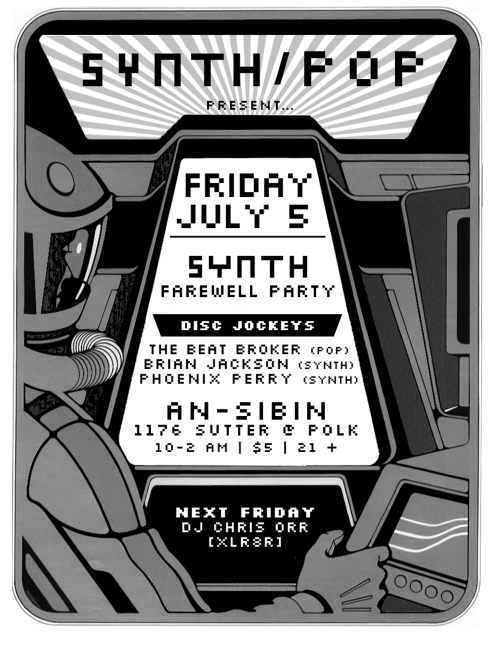 SYNTH/POP
PRESENT...
FRIDAY
JULY 5
SYNTH
FAREWELL PARTY
DISC JOCKEYS
THE BEAT BROKER (POP)
BRIAN JACKSON (SYNTH)
PHOENIX PERRY (SYNTH)
AN-SIBIN
1176 SUTTER @ POLK
10-2 AM | $5 | 21 +
NEXT FRIDAY
DJ CHRIS ORR
[XLR8R]